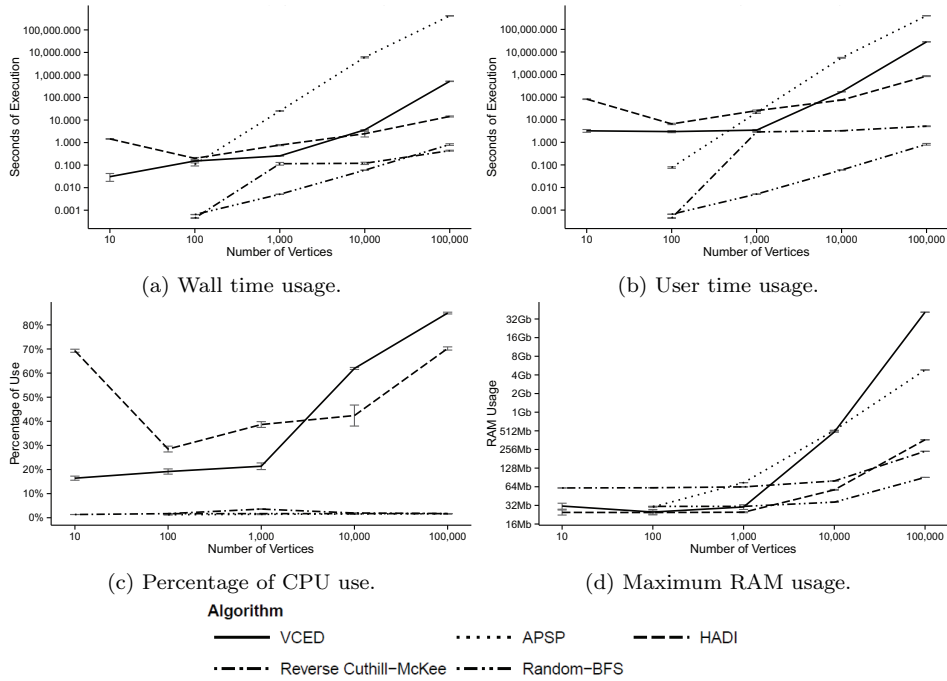 100,000.000
10,000.000
1,000.000
100.000
10.000
1.000
0.100
0.010
0.001
Seconds of Execution
10
100
1,000
10,000
100,000
Number of Vertices
(a) Wall time usage.
100,000.000
10,000.000
1,000.000
100.000
10.000
1.000
0.100
0.010
0.001
Seconds of Execution
10
100
1,000
10,000
100,000
Number of Vertices
(b) User time usage.
80%
70%
60%
50%
40%
30%
20%
10%
0%
Percentage of Use
10
100
1,000
10,000
100,000
Number of Vertices
(c) Percentage of CPU use.
32Gb
16Gb
8Gb
4Gb
2Gb
1Gb
512Mb
256Mb
128Mb
64Mb
32Mb
16Mb
RAM Usage
10
100
1,000
10,000
100,000
Number of Vertices
(d) Maximum RAM usage.
Algorithm
VCED
APSP
HADI
Reverse Cuthill−McKee
Random−BFS